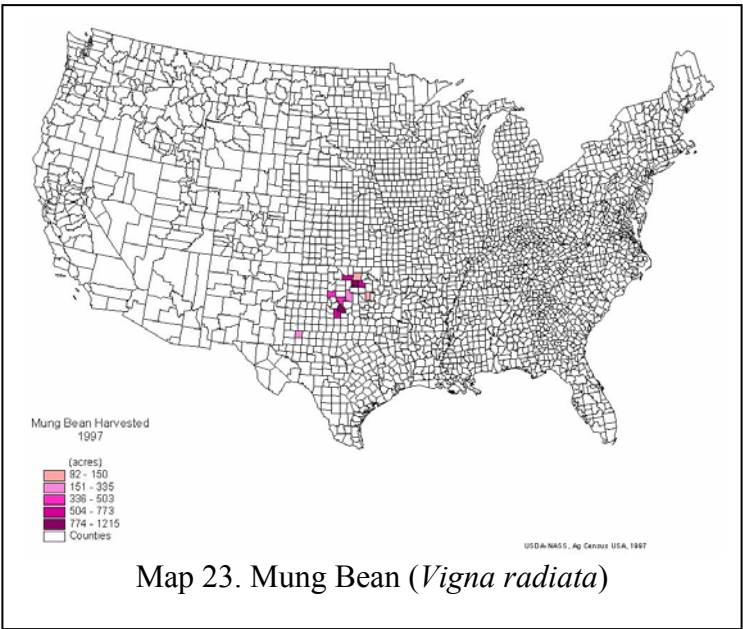 Mung Bean Harvested
1997
(acres)
82 - 150
151 - 335
336 - 503
504 - 773
774 - 1215
Counties
USDA-NASS, Ag Census USA, 1997
Map 23. Mung Bean (Vigna radiata)